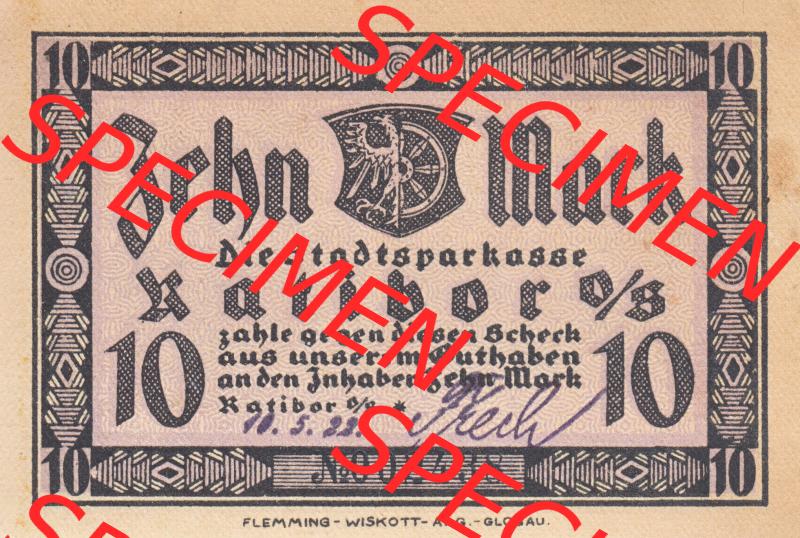 10 10
Zehn Mark
Die Stadtsparkasse
Ratibor o/s
zahle gegen diesen Scheck
aus unserem Guthaben
an den Inhaber Zehn Mark
10 10
Ratibor o/s *
10. 5. 22.
10 10
FLEMMING-WISKOTT-A.G.-GLOGAU.
SPECIMEN
SPECIMEN
SPECIMEN